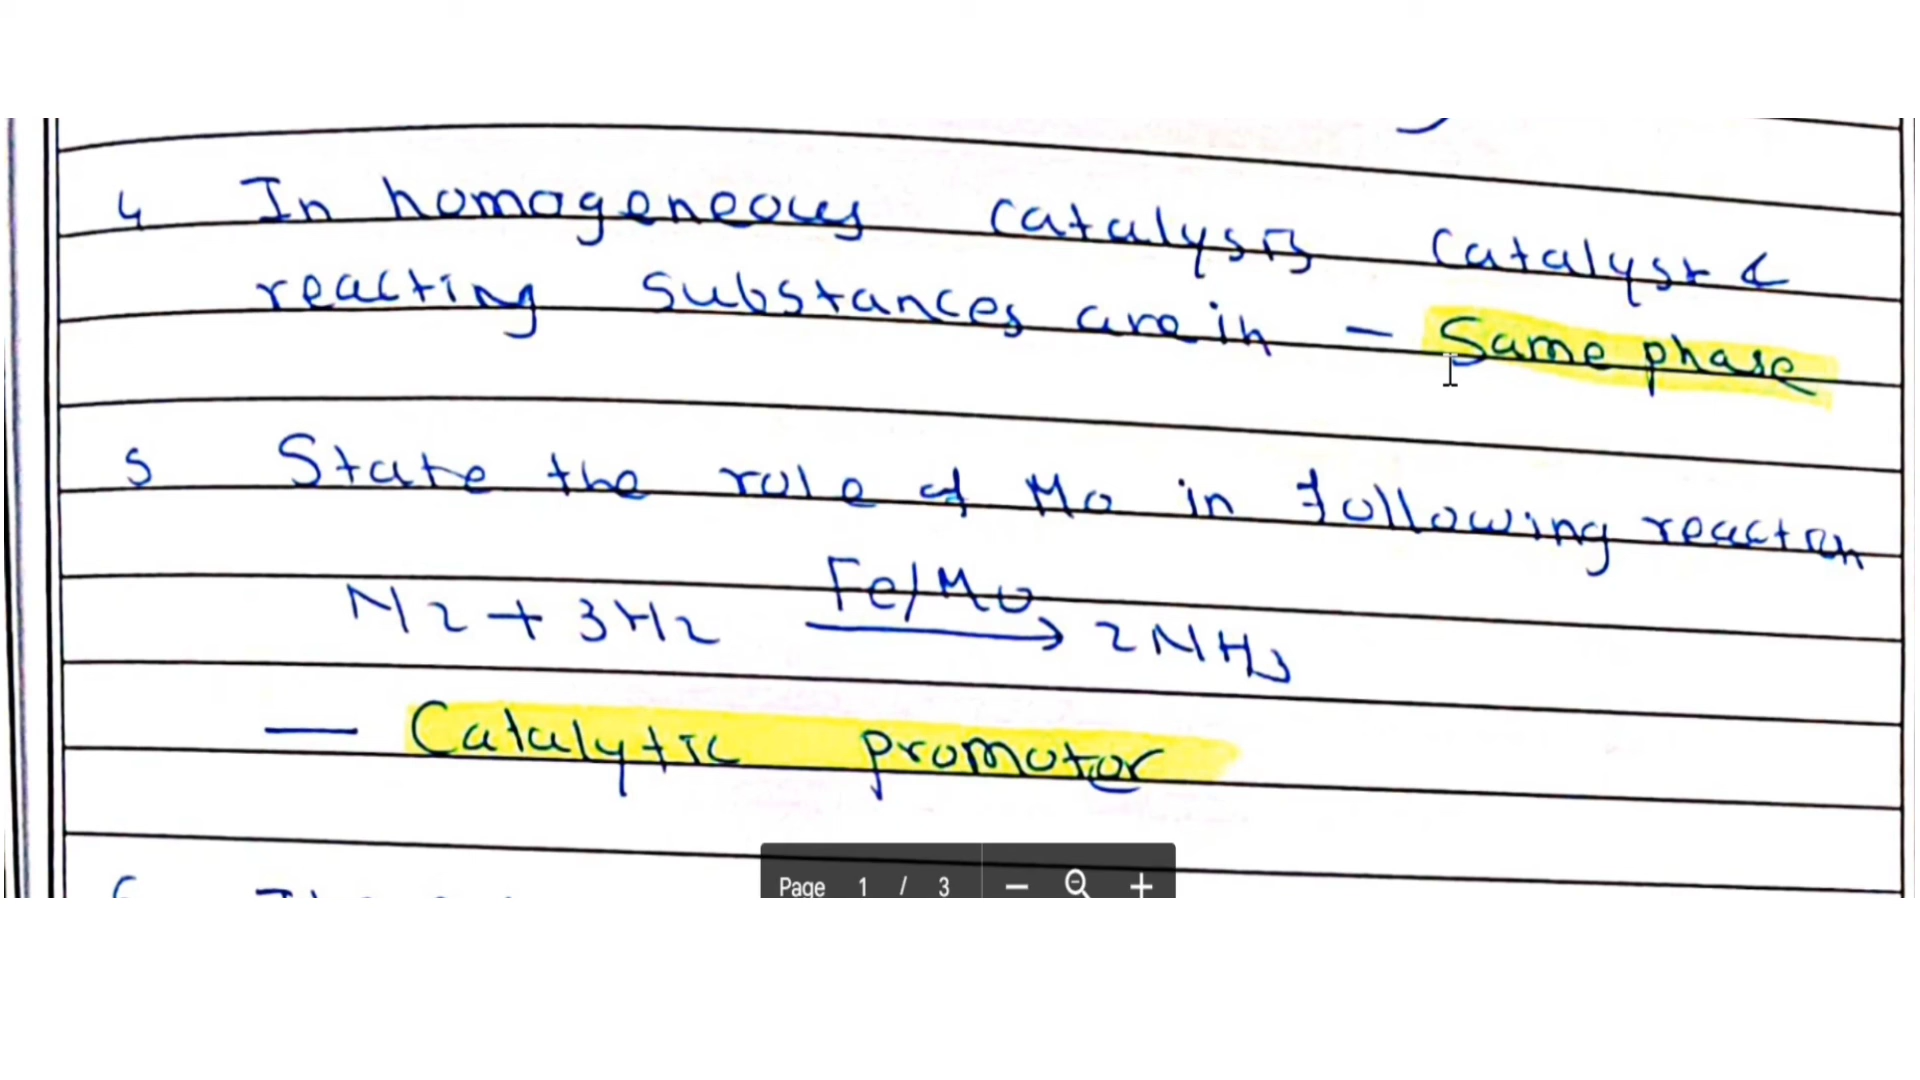 4 In homogeneous catalysis catalyst &
reacting substances are in - Same phase
5 State the role of Mo in following reaction
N2 + 3H2 Fe/Mo → 2NH3
— Catalytic promotor
Page 1 / 3 — +